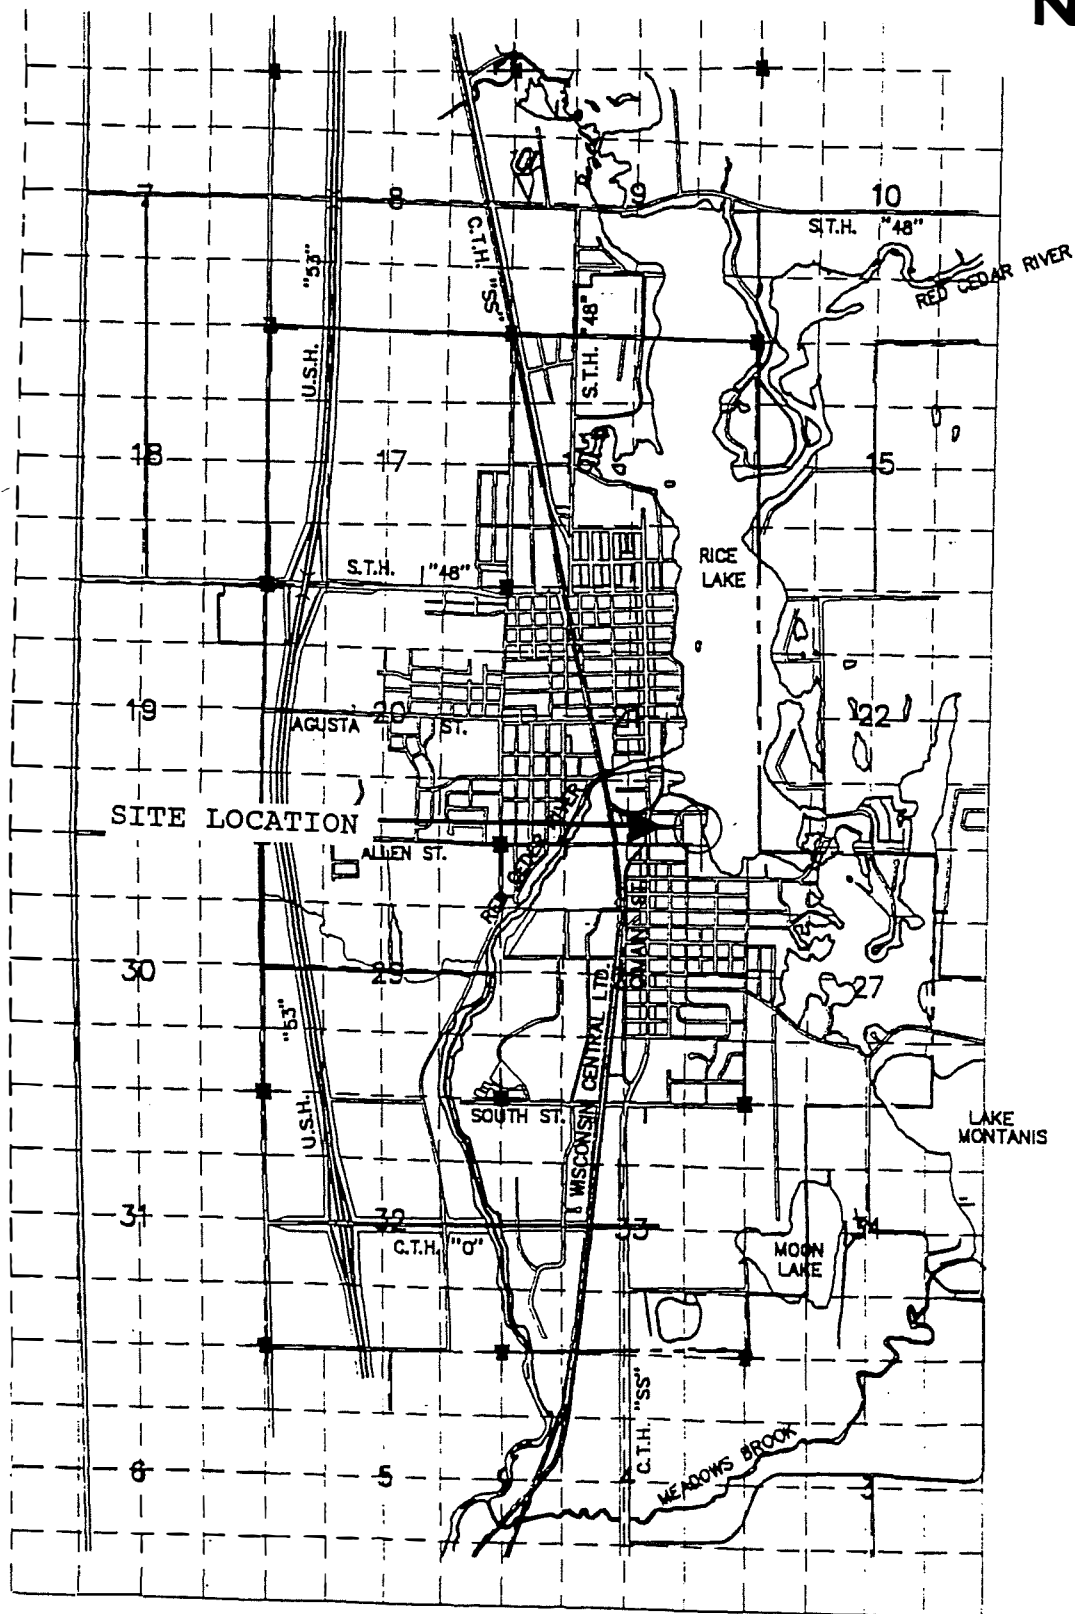 N
7
8
9
10
S.T.H. "48"
RED CEDAR RIVER
C.T.H. "SS"
U.S.H. "53"
S.T.H. "48"
18
17
15
RICE
LAKE
S.T.H. "48"
19
20
22
AGUSTA ST.
SITE LOCATION
ALLEN ST.
RED CEDAR RIVER
MAIN ST.
30
29
27
U.S.H. "53"
WISCONSIN CENTRAL LTD.
SOUTH ST.
LAKE
MONTANIS
31
32
33
34
C.T.H. "O"
MOON
LAKE
C.T.H. "SS"
MEADOWS BROOK
6
5
4
3